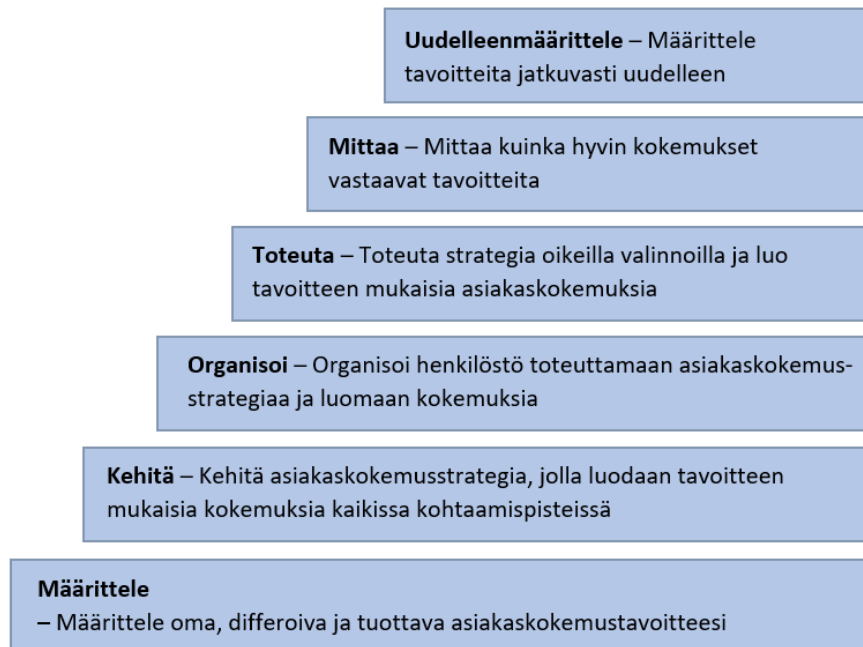 Uudelleenmäärittele – Määrittele
tavoitteita jatkuvasti uudelleen
Mittaa – Mittaa kuinka hyvin kokemukset
vastaavat tavoitteita
Toteuta – Toteuta strategia oikeilla valinnoilla ja luo
tavoitteen mukaisia asiakaskokemuksia
Organisoi – Organisoi henkilöstö toteuttamaan asiakaskokemus-
strategiaa ja luomaan kokemuksia
Kehitä – Kehitä asiakaskokemusstrategia, jolla luodaan tavoitteen
mukaisia kokemuksia kaikissa kohtaamispisteissä
Määrittele
– Määrittele oma, differoiva ja tuottava asiakaskokemustavoitteesi